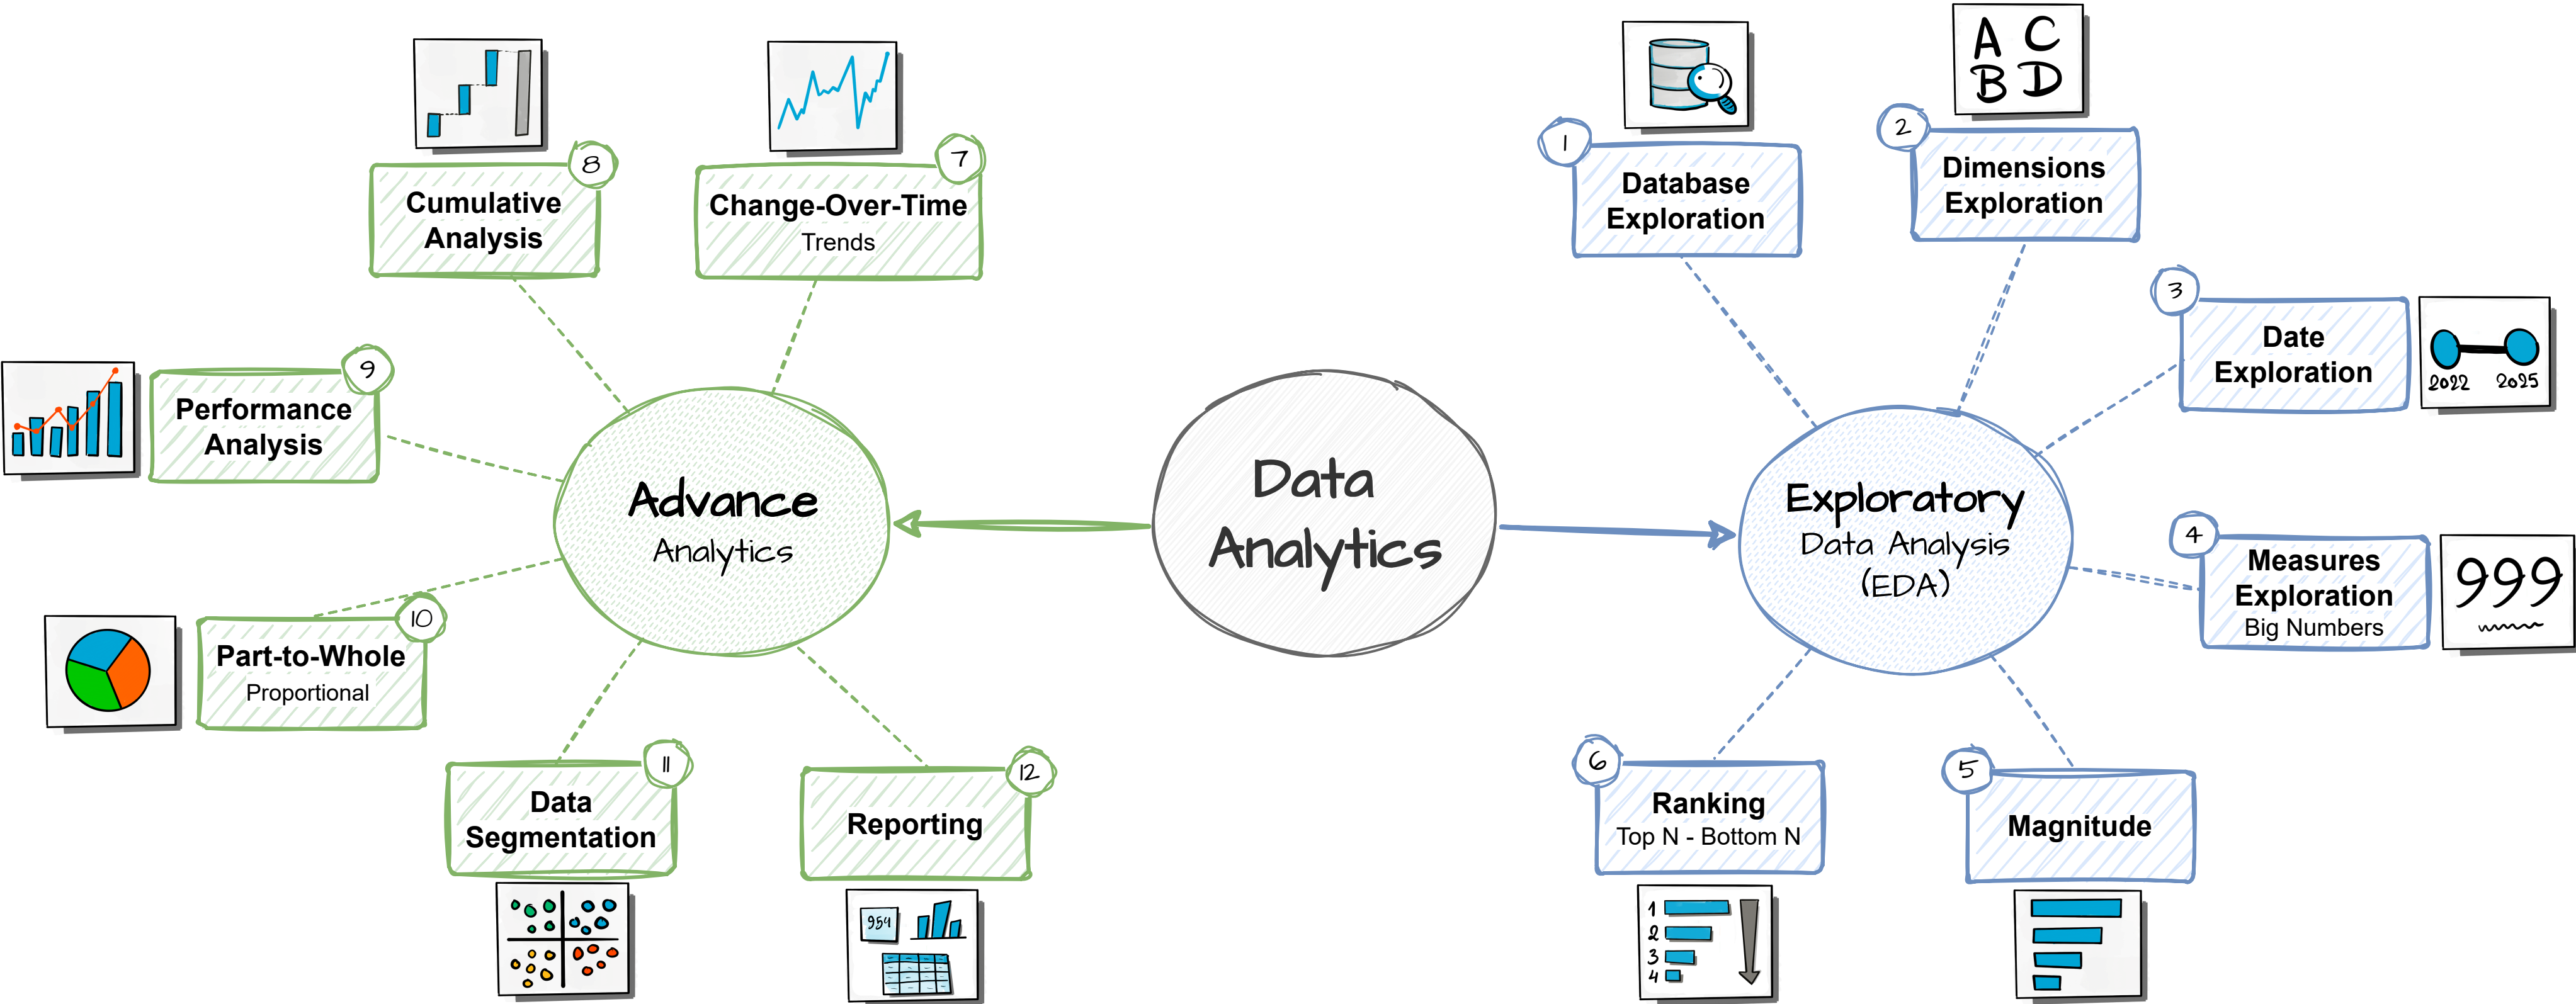 Data
Analytics
Exploratory
Data Analysis
(EDA)
1
Database
Exploration
2
Dimensions
Exploration
A C
B D
3
Date
Exploration
2022 2025
4
Measures
Exploration
Big Numbers
999
5
Magnitude
6
Ranking
Top N - Bottom N
1
2
3
4
Advance
Analytics
7
Change-Over-Time
Trends
8
Cumulative
Analysis
9
Performance
Analysis
10
Part-to-Whole
Proportional
11
Data
Segmentation
12
Reporting
954